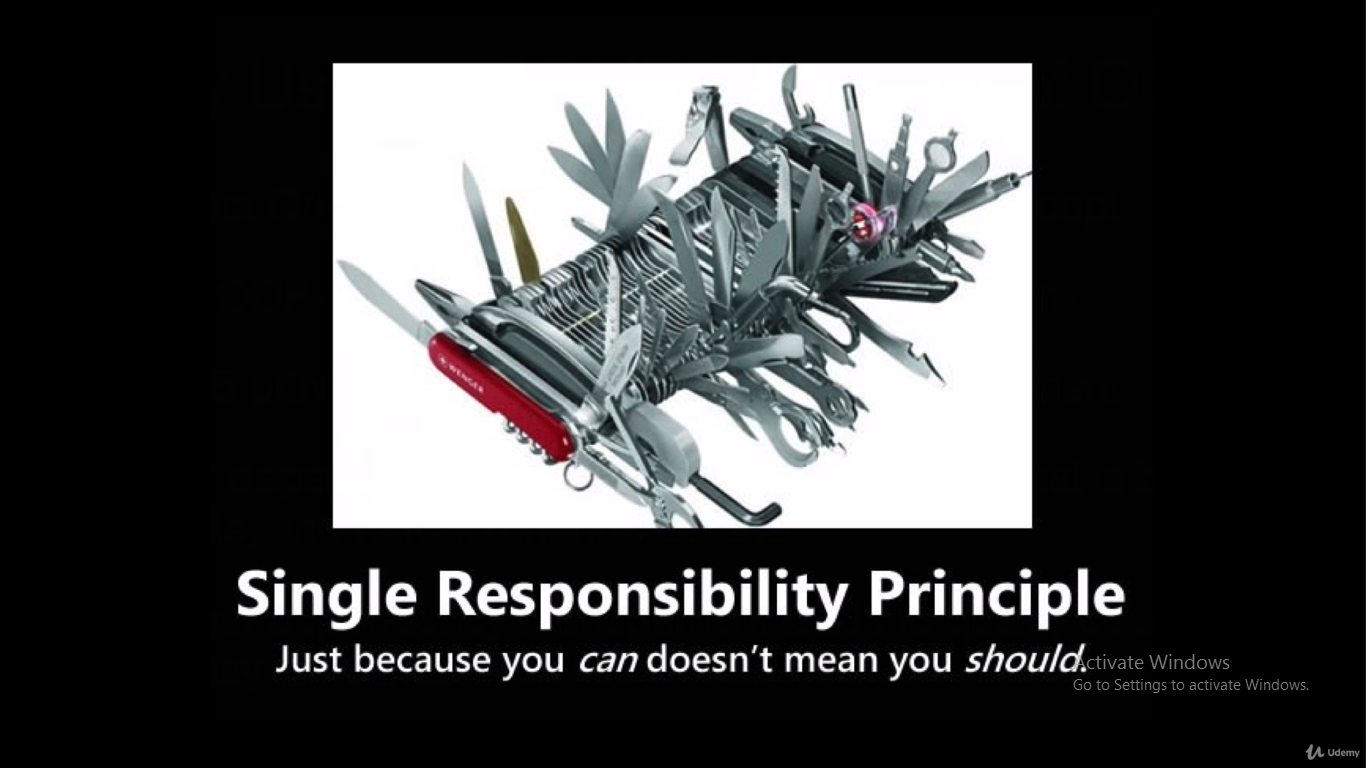 WENGER
Single Responsibility Principle
Just because you can doesn't mean you should.
Activate Windows
Go to Settings to activate Windows.
Udemy